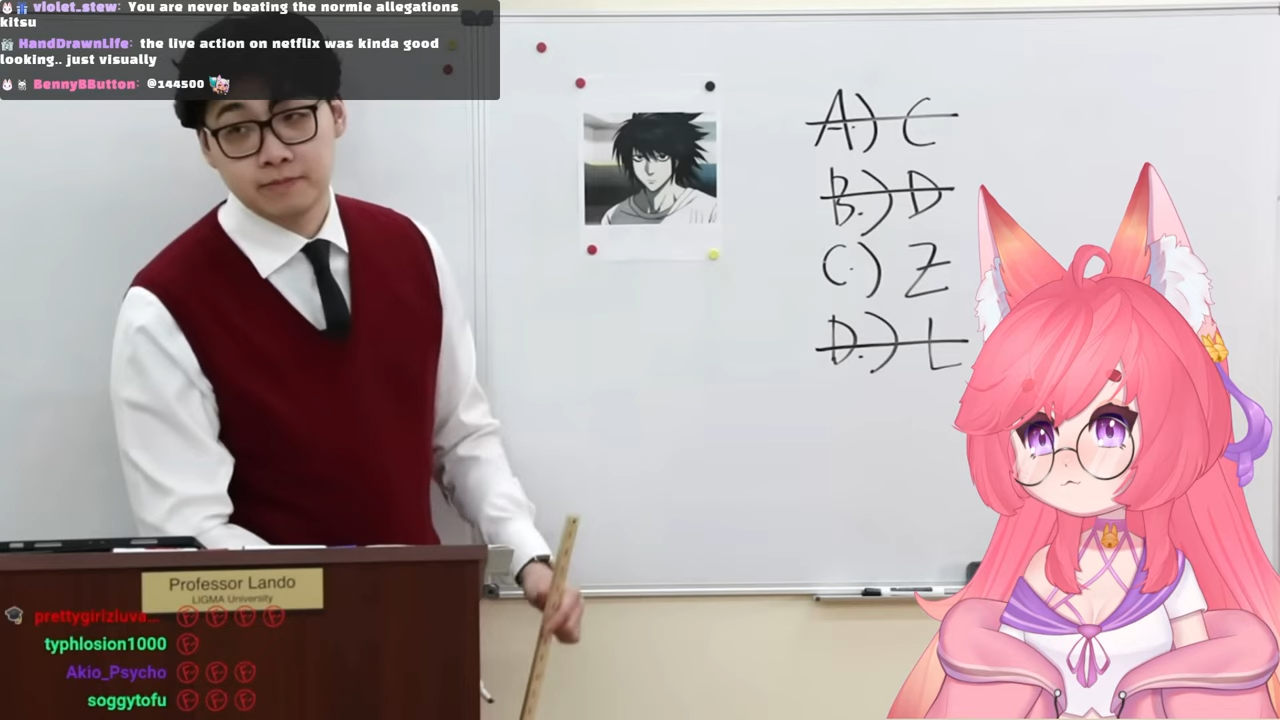 violet_stew: You are never beating the normie allegations
kitsu
HandDrawnLife: the live action on netflix was kinda good
looking.. just visually
BennyBButton: @144500
A.) C
B.) D
C.) Z
D.) L
Professor Lando
LIGMA University
prettygirlzluva...
typhlosion1000
Akio_Psycho
soggytofu